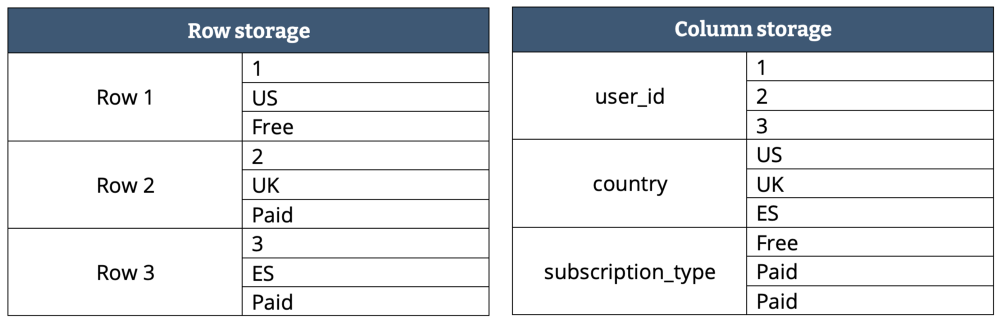 Row storage
Row 1
1
US
Free
Row 2
2
UK
Paid
Row 3
3
ES
Paid
Column storage
user_id
1
2
3
country
US
UK
ES
subscription_type
Free
Paid
Paid